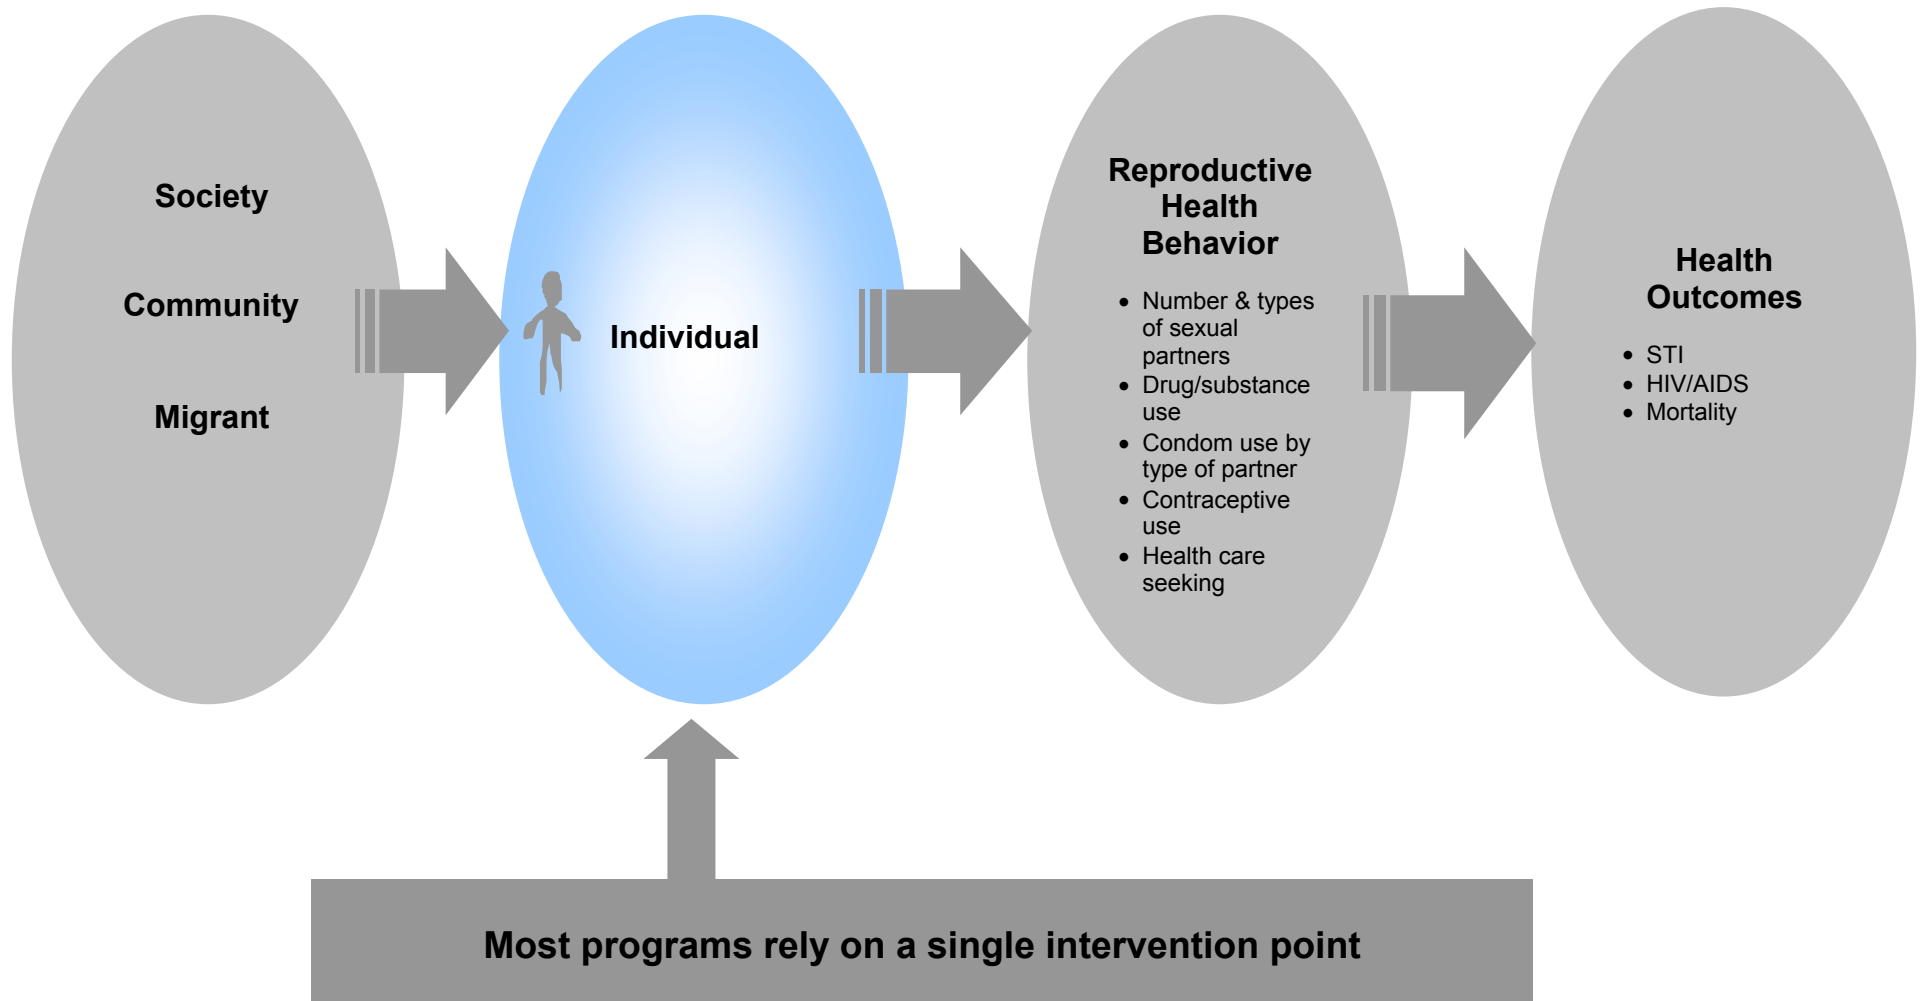 Society
Community
Migrant
Individual
Reproductive
Health
Behavior
• Number & types
of sexual
partners
• Drug/substance
use
• Condom use by
type of partner
• Contraceptive
use
• Health care
seeking
Health
Outcomes
• STI
• HIV/AIDS
• Mortality
Most programs rely on a single intervention point